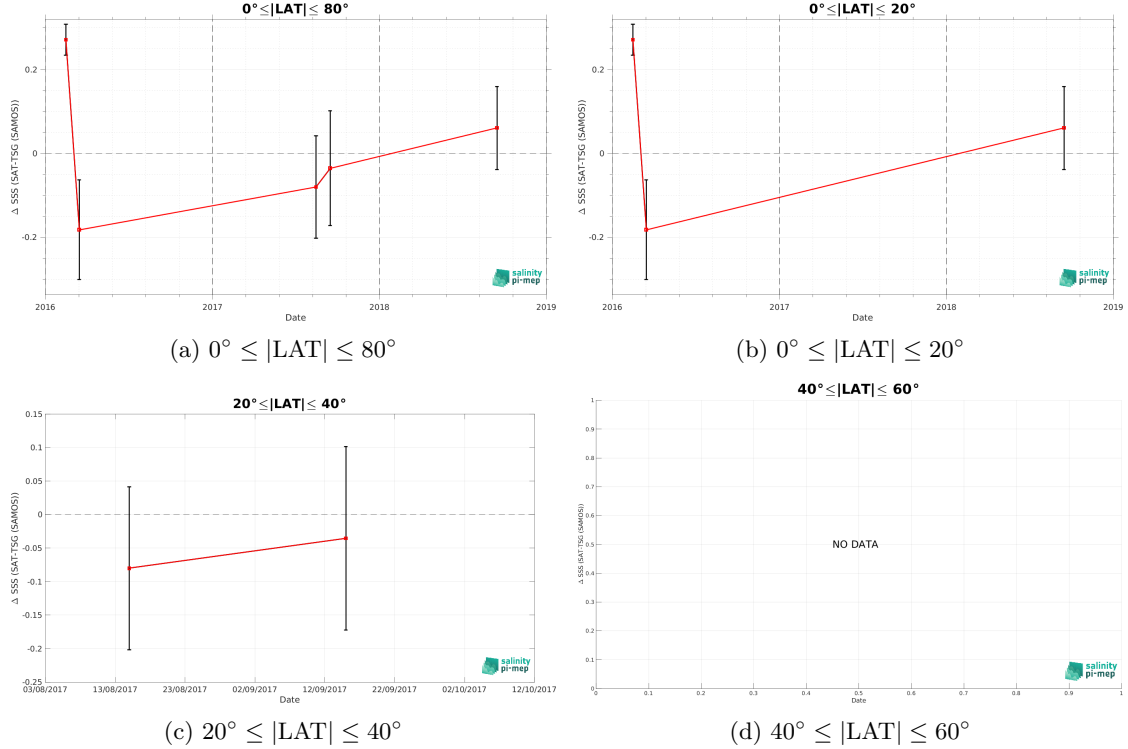 0°≤|LAT|≤ 80°
Δ SSS (SAT-TSG (SAMOS))
0.2
0
-0.2
2016 2017 2018 2019
Date
salinity
pi-mep
(a) 0° ≤ |LAT| ≤ 80°
0°≤|LAT|≤ 20°
Δ SSS (SAT-TSG (SAMOS))
0.2
0
-0.2
2016 2017 2018 2019
Date
salinity
pi-mep
(b) 0° ≤ |LAT| ≤ 20°
20°≤|LAT|≤ 40°
Δ SSS (SAT-TSG (SAMOS))
0.15
0.1
0.05
0
-0.05
-0.1
-0.15
-0.2
-0.25
03/08/2017 13/08/2017 23/08/2017 02/09/2017 12/09/2017 22/09/2017 02/10/2017 12/10/2017
Date
salinity
pi-mep
(c) 20° ≤ |LAT| ≤ 40°
40°≤|LAT|≤ 60°
Δ SSS (SAT-TSG (SAMOS))
1
0.9
0.8
0.7
0.6
0.5
0.4
0.3
0.2
0.1
0
NO DATA
0 0.1 0.2 0.3 0.4 0.5 0.6 0.7 0.8 0.9 1
Date
salinity
pi-mep
(d) 40° ≤ |LAT| ≤ 60°